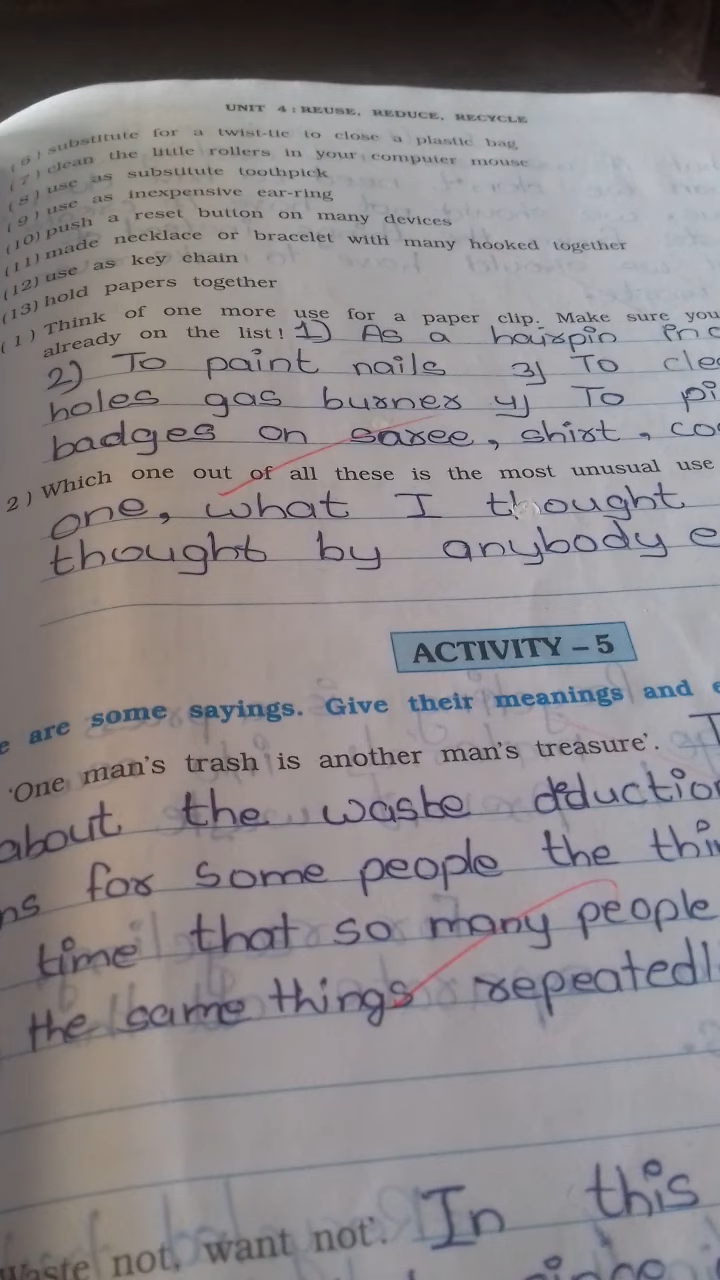 UNIT 4 : REUSE, REDUCE, RECYCLE
(6) substitute for a twist-tie to close a plastic bag
(7) clean the little rollers in your computer mouse
(8) use as substitute toothpick
(9) use as inexpensive ear-ring
(10) push a reset button on many devices
(11) made necklace or bracelet with many hooked together
(12) use as key chain
(13) hold papers together
(1) Think of one more use for a paper clip. Make sure you
already on the list! 1) As a hairpin
2) To paint nails 3) To cle
holes gas burner 4) To pi
badges on saree, shirt, co
2) Which one out of all these is the most unusual use
one, what I thought
thought by anybody e
ACTIVITY – 5
e are some sayings. Give their meanings and e
'One man's trash is another man's treasure'. I
about the waste deduction
ns for some people the thi
time that so many people
the same things repeatedl
Waste not, want not'. In this